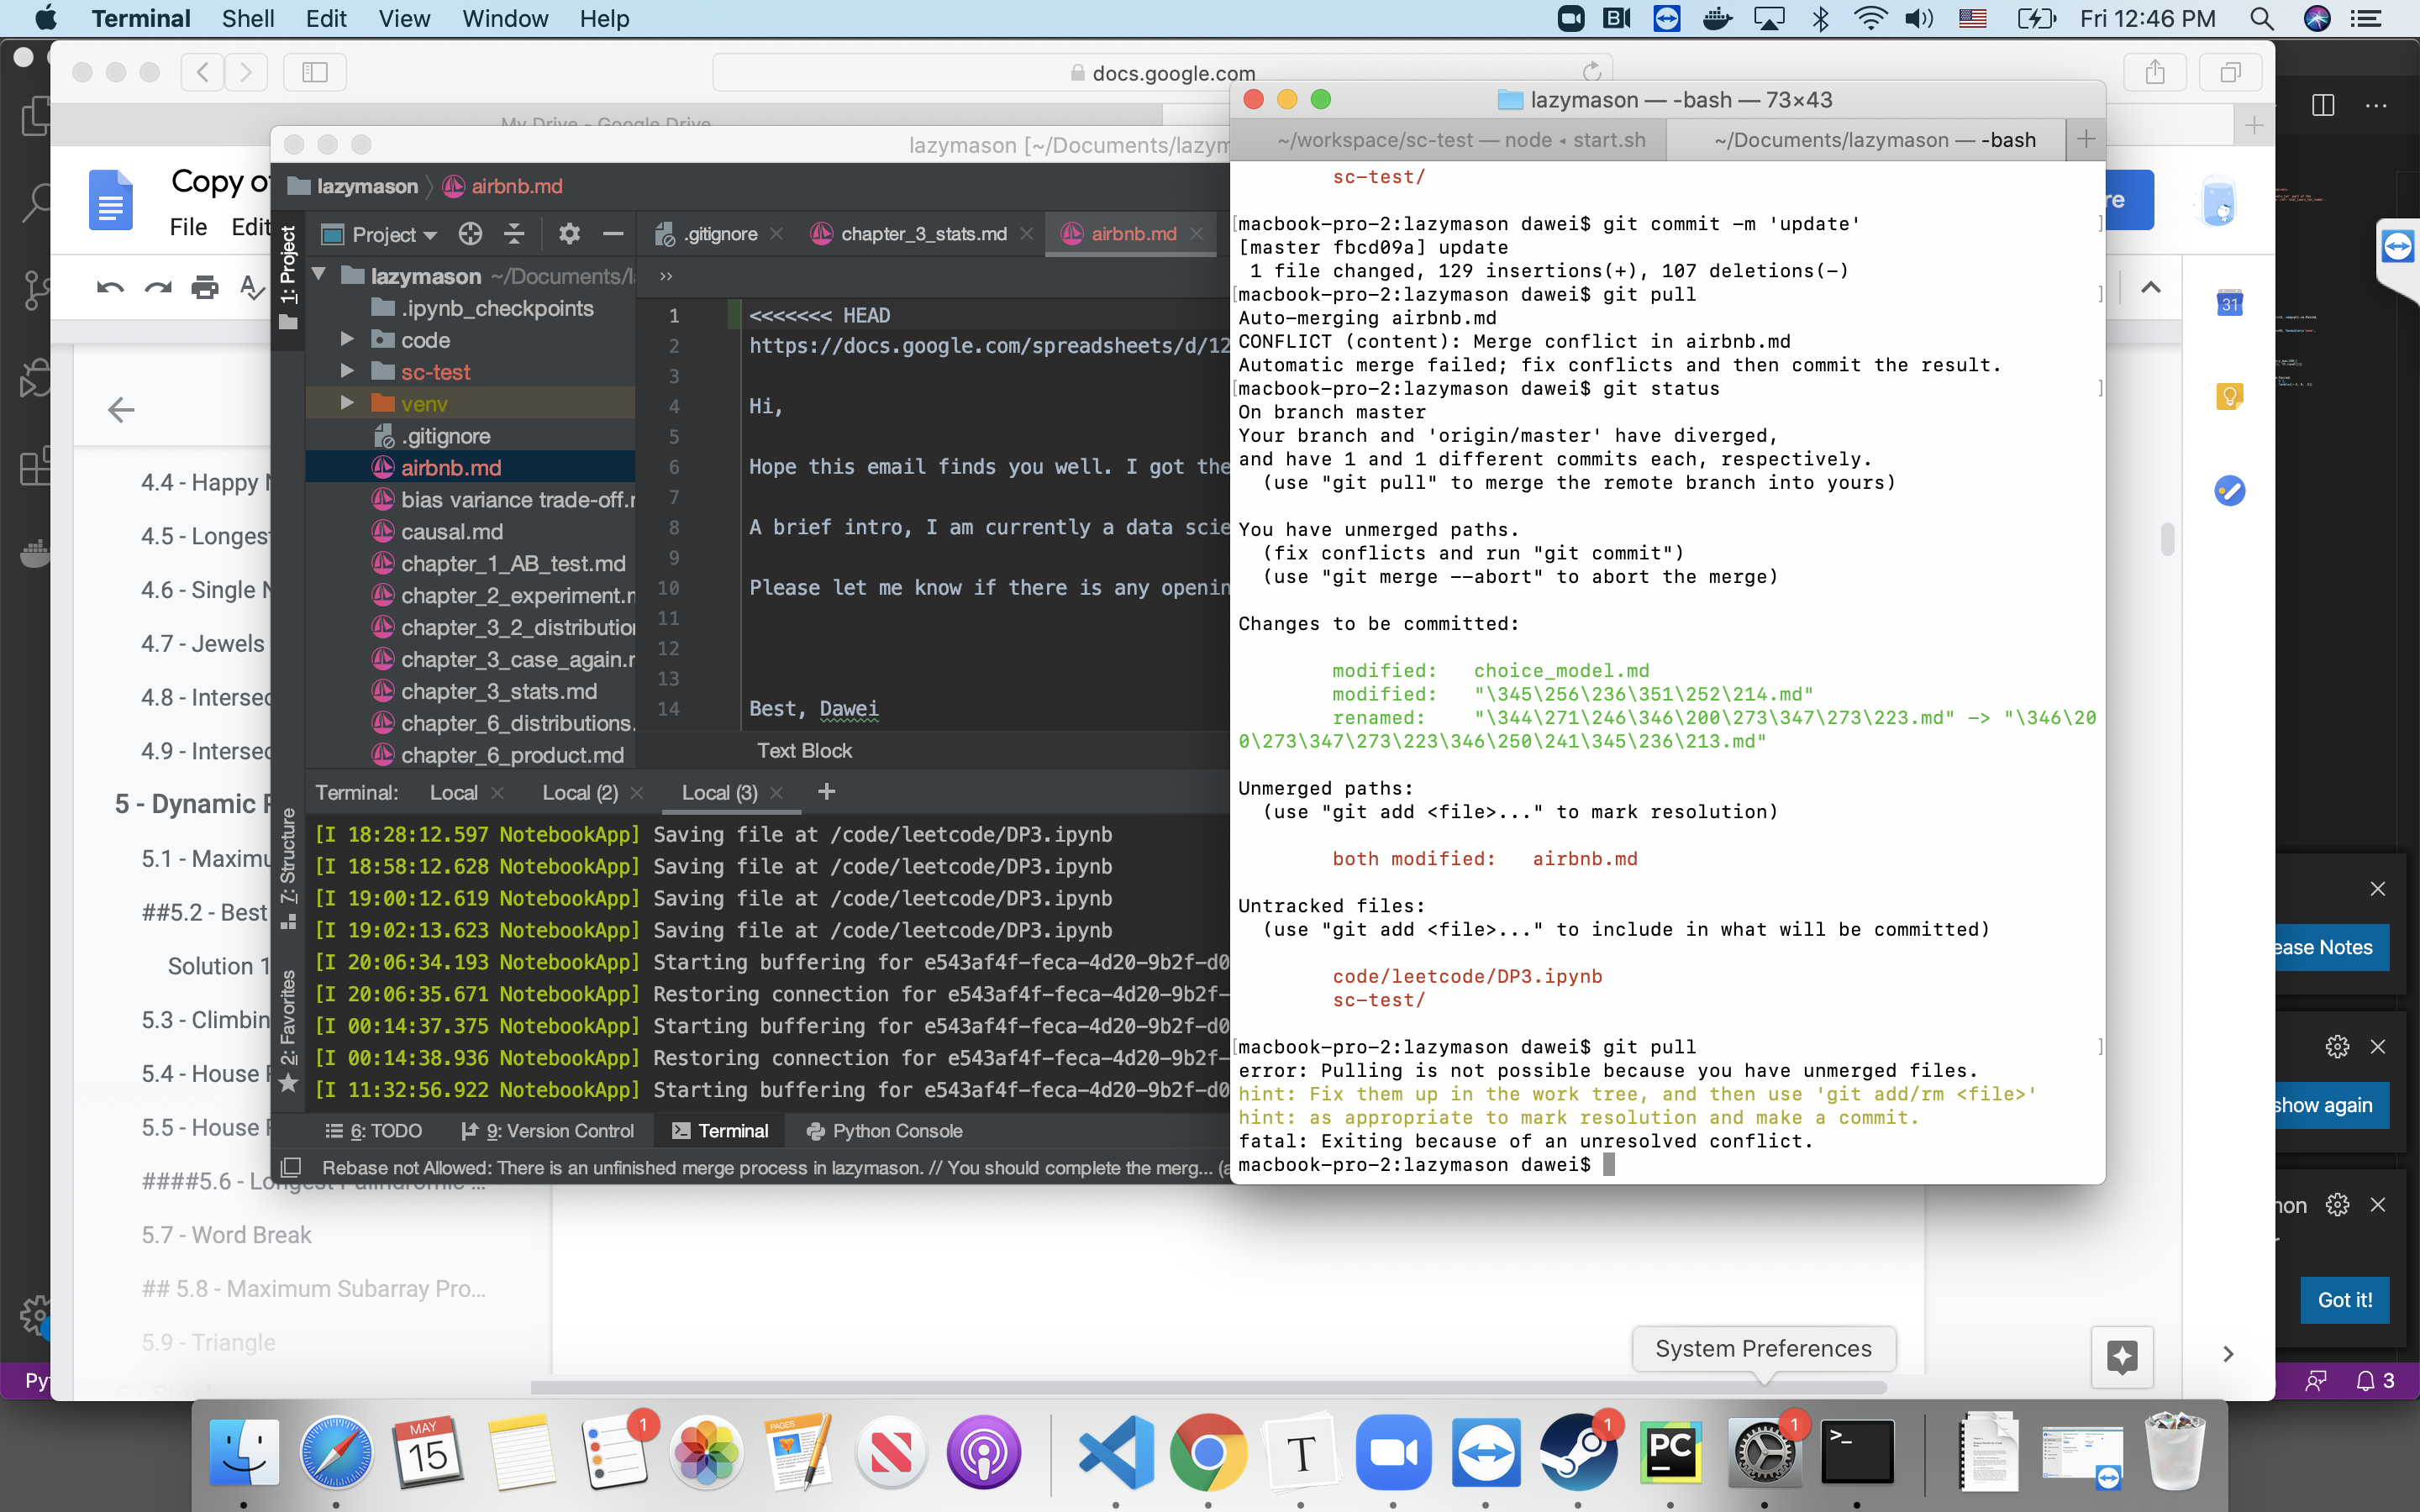 Terminal Shell Edit View Window Help
Fri 12:46 PM
docs.google.com
My Drive - Google Drive
Copy of
File Edit
4.4 - Happy
4.5 - Longest
4.6 - Single
4.7 - Jewels
4.8 - Intersec
4.9 - Intersec
5 - Dynamic
5.1 - Maximu
##5.2 - Best
Solution 1
5.3 - Climbin
5.4 - House
5.5 - House
####5.6 - Longest Palindromic ...
5.7 - Word Break
## 5.8 - Maximum Subarray Pro...
5.9 - Triangle
lazymason [~/Documents/lazym
lazymason airbnb.md
1: Project
Project
.gitignore chapter_3_stats.md airbnb.md
lazymason ~/Documents/l
.ipynb_checkpoints
code
sc-test
venv
.gitignore
airbnb.md
bias variance trade-off.
causal.md
chapter_1_AB_test.md
chapter_2_experiment.
chapter_3_2_distribution
chapter_3_case_again.
chapter_3_stats.md
chapter_6_distributions.
chapter_6_product.md
1 <<<<<<< HEAD
2 https://docs.google.com/spreadsheets/d/12
3
4 Hi,
5
6 Hope this email finds you well. I got the
7
8 A brief intro, I am currently a data scie
9
10 Please let me know if there is any openin
11
12
13
14 Best, Dawei
Text Block
7: Structure
2: Favorites
Terminal: Local Local (2) Local (3) +
[I 18:28:12.597 NotebookApp] Saving file at /code/leetcode/DP3.ipynb
[I 18:58:12.628 NotebookApp] Saving file at /code/leetcode/DP3.ipynb
[I 19:00:12.619 NotebookApp] Saving file at /code/leetcode/DP3.ipynb
[I 19:02:13.623 NotebookApp] Saving file at /code/leetcode/DP3.ipynb
[I 20:06:34.193 NotebookApp] Starting buffering for e543af4f-feca-4d20-9b2f-d0
[I 20:06:35.671 NotebookApp] Restoring connection for e543af4f-feca-4d20-9b2f-
[I 00:14:37.375 NotebookApp] Starting buffering for e543af4f-feca-4d20-9b2f-d0
[I 00:14:38.936 NotebookApp] Restoring connection for e543af4f-feca-4d20-9b2f-
[I 11:32:56.922 NotebookApp] Starting buffering for e543af4f-feca-4d20-9b2f-d0
6: TODO 9: Version Control Terminal Python Console
Rebase not Allowed: There is an unfinished merge process in lazymason. // You should complete the merg... (a
lazymason — -bash — 73×43
~/workspace/sc-test — node ◂ start.sh
~/Documents/lazymason — -bash
sc-test/
[macbook-pro-2:lazymason dawei$ git commit -m 'update' ]
[master fbcd09a] update
1 file changed, 129 insertions(+), 107 deletions(-)
[macbook-pro-2:lazymason dawei$ git pull ]
Auto-merging airbnb.md
CONFLICT (content): Merge conflict in airbnb.md
Automatic merge failed; fix conflicts and then commit the result.
[macbook-pro-2:lazymason dawei$ git status ]
On branch master
Your branch and 'origin/master' have diverged,
and have 1 and 1 different commits each, respectively.
(use "git pull" to merge the remote branch into yours)
You have unmerged paths.
(fix conflicts and run "git commit")
(use "git merge --abort" to abort the merge)
Changes to be committed:
modified: choice_model.md
modified: "\345\256\236\351\252\214.md"
renamed: "\344\271\246\346\200\273\347\273\223.md" -> "\346\20
0\273\347\273\223\346\250\241\345\236\213.md"
Unmerged paths:
(use "git add <file>..." to mark resolution)
both modified: airbnb.md
Untracked files:
(use "git add <file>..." to include in what will be committed)
code/leetcode/DP3.ipynb
sc-test/
[macbook-pro-2:lazymason dawei$ git pull ]
error: Pulling is not possible because you have unmerged files.
hint: Fix them up in the work tree, and then use 'git add/rm <file>'
hint: as appropriate to mark resolution and make a commit.
fatal: Exiting because of an unresolved conflict.
macbook-pro-2:lazymason dawei$
re
31
ease Notes
show again
non
Got it!
Py
3
System Preferences
MAY
15
1
PAGES
T
1
PC
1
>_